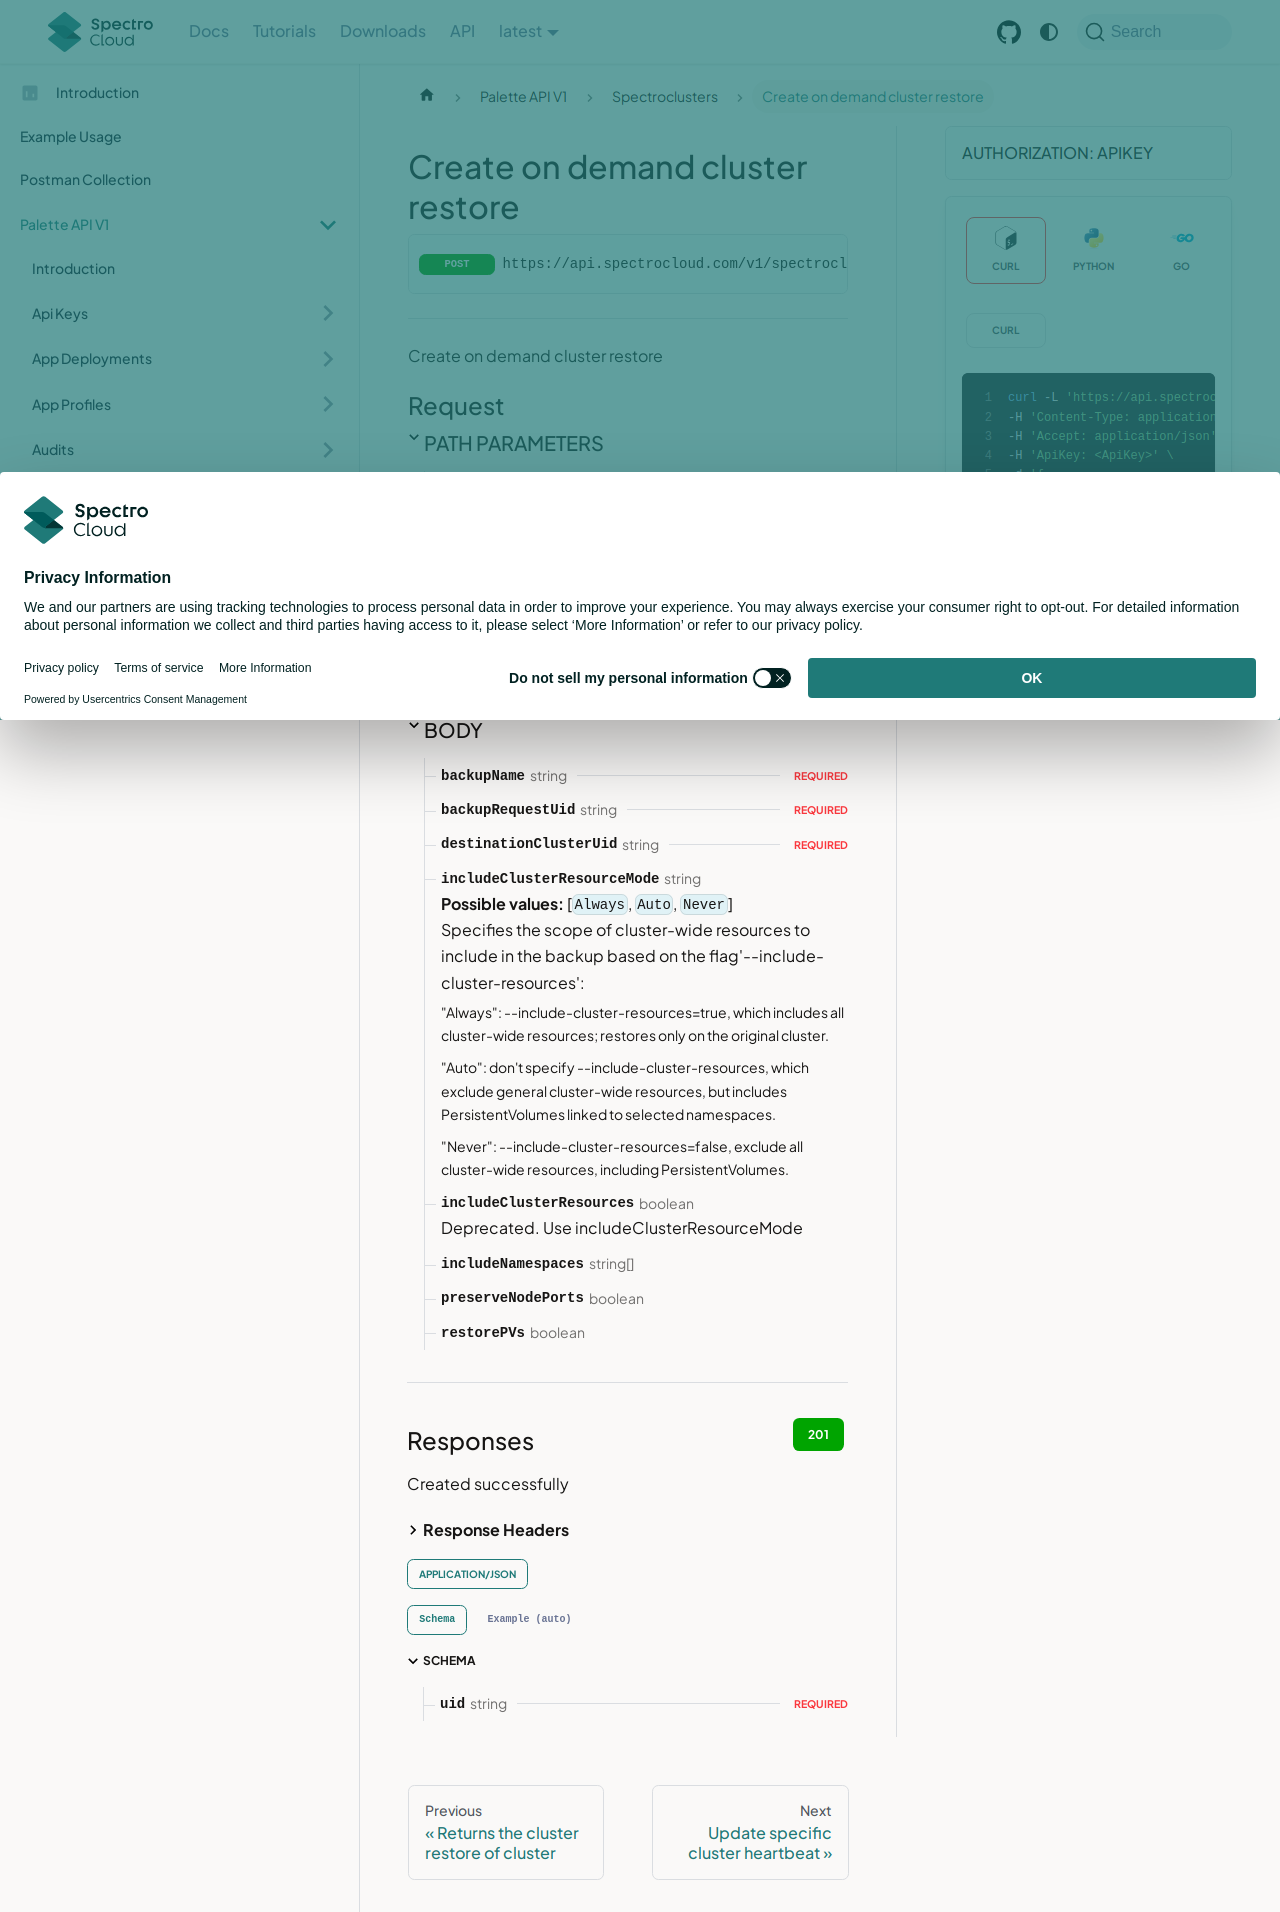 Spectro Cloud
Docs
Tutorials
Downloads
API
latest
Search
Introduction
Example Usage
Postman Collection
Palette API V1
Introduction
Api Keys
App Deployments
App Profiles
Audits
Palette API V1
Spectroclusters
Create on demand cluster restore
Create on demand cluster
restore
POST https://api.spectrocloud.com/v1/spectrocl
Create on demand cluster restore
Request
PATH PARAMETERS
AUTHORIZATION: APIKEY
CURL
PYTHON
GO
CURL
1 curl -L 'https://api.spectroc
2 -H 'Content-Type: application
3 -H 'Accept: application/json'
4 -H 'ApiKey: <ApiKey>' \
Spectro
Cloud
Privacy Information
We and our partners are using tracking technologies to process personal data in order to improve your experience. You may always exercise your consumer right to opt-out. For detailed information
about personal information we collect and third parties having access to it, please select ‘More Information’ or refer to our privacy policy.
Privacy policy
Terms of service
More Information
Powered by Usercentrics Consent Management
Do not sell my personal information
OK
BODY
backupName string REQUIRED
backupRequestUid string REQUIRED
destinationClusterUid string REQUIRED
includeClusterResourceMode string
Possible values: [Always, Auto, Never]
Specifies the scope of cluster-wide resources to
include in the backup based on the flag'--include-
cluster-resources':
"Always": --include-cluster-resources=true, which includes all
cluster-wide resources; restores only on the original cluster.
"Auto": don't specify --include-cluster-resources, which
exclude general cluster-wide resources, but includes
PersistentVolumes linked to selected namespaces.
"Never": --include-cluster-resources=false, exclude all
cluster-wide resources, including PersistentVolumes.
includeClusterResources boolean
Deprecated. Use includeClusterResourceMode
includeNamespaces string[]
preserveNodePorts boolean
restorePVs boolean
Responses
201
Created successfully
Response Headers
APPLICATION/JSON
Schema
Example (auto)
SCHEMA
uid string REQUIRED
Previous
« Returns the cluster
restore of cluster
Next
Update specific
cluster heartbeat »